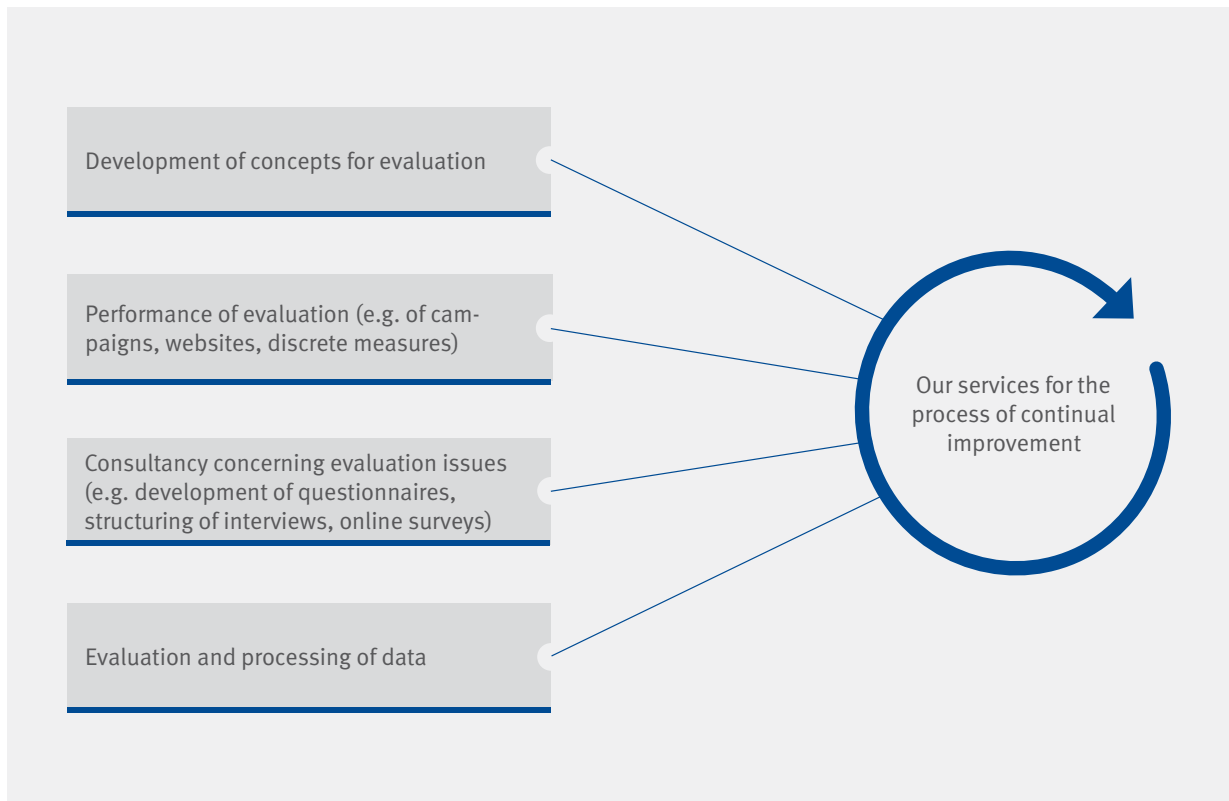 Development of concepts for evaluation
Performance of evaluation (e.g. of cam-
paigns, websites, discrete measures)
Consultancy concerning evaluation issues
(e.g. development of questionnaires,
structuring of interviews, online surveys)
Evaluation and processing of data
Our services for the
process of continual
improvement